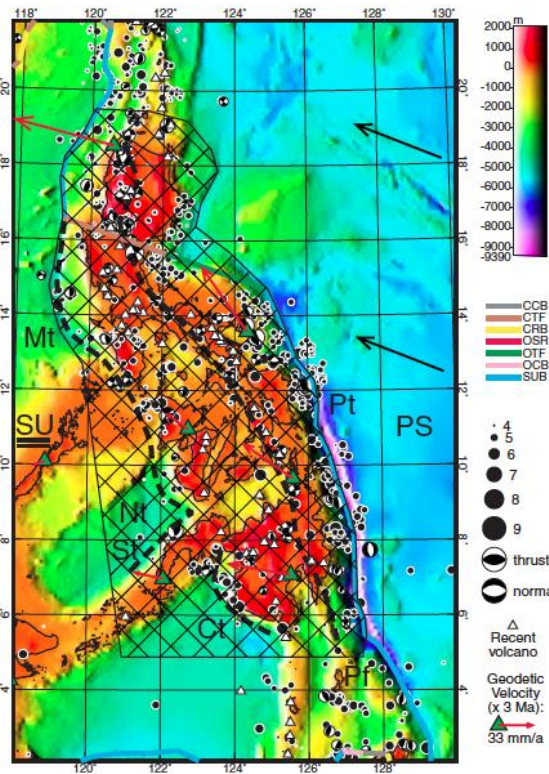 118˚ 120˚ 122˚ 124˚ 126˚ 128˚ 130˚
20˚
18˚
16˚
14˚
12˚
10˚
8˚
6˚
4˚
Mt
Pt
PS
SU
Nt
St
Ct
Pf
20˚
18˚
16˚
14˚
12˚
10˚
8˚
6˚
4˚
120˚ 122˚ 124˚ 126˚ 128˚
m
2000
1000
0
-1000
-2000
-3000
-4000
-5000
-6000
-7000
-9000
-9390
CCB
CTF
CRB
OSR
OTF
OCB
SUB
4
5
6
7
8
9
thrust
norma
Recent
volcano
Geodetic
Velocity
(x 3 Ma):
33 mm/a